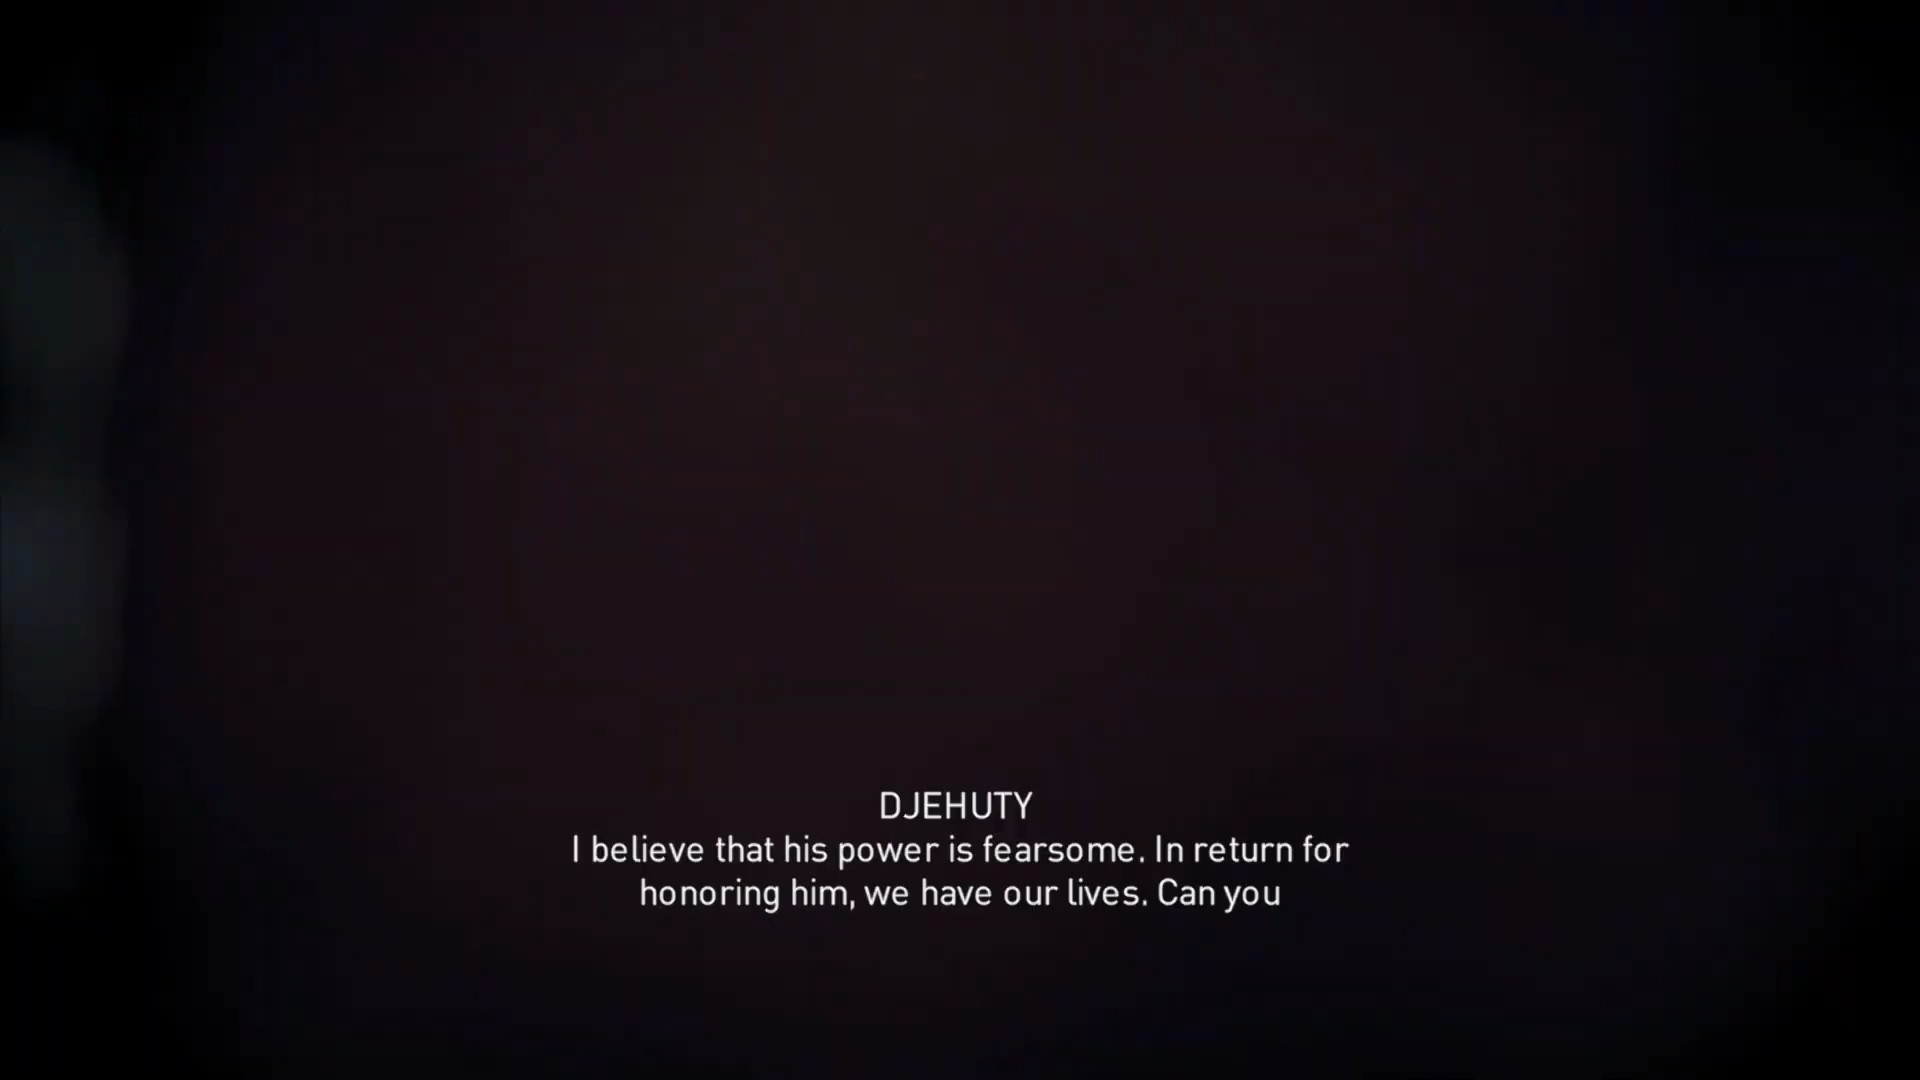 DJEHUTY
I believe that his power is fearsome. In return for
honoring him, we have our lives. Can you